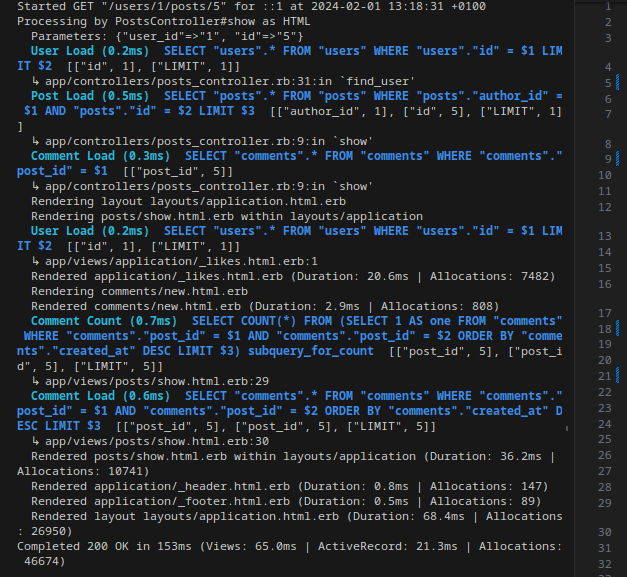 Started GET "/users/1/posts/5" for ::1 at 2024-02-01 13:18:31 +0100
Processing by PostsController#show as HTML
  Parameters: {"user_id"=>"1", "id"=>"5"}
  User Load (0.2ms)  SELECT "users".* FROM "users" WHERE "users"."id" = $1 LIM
IT $2  [["id", 1], ["LIMIT", 1]]
  ↳ app/controllers/posts_controller.rb:31:in `find_user'
  Post Load (0.5ms)  SELECT "posts".* FROM "posts" WHERE "posts"."author_id" =
 $1 AND "posts"."id" = $2 LIMIT $3  [["author_id", 1], ["id", 5], ["LIMIT", 1]
]
  ↳ app/controllers/posts_controller.rb:9:in `show'
  Comment Load (0.3ms)  SELECT "comments".* FROM "comments" WHERE "comments"."
post_id" = $1  [["post_id", 5]]
  ↳ app/controllers/posts_controller.rb:9:in `show'
  Rendering layout layouts/application.html.erb
  Rendering posts/show.html.erb within layouts/application
  User Load (0.2ms)  SELECT "users".* FROM "users" WHERE "users"."id" = $1 LIM
IT $2  [["id", 1], ["LIMIT", 1]]
  ↳ app/views/application/_likes.html.erb:1
  Rendered application/_likes.html.erb (Duration: 20.6ms | Allocations: 7482)
  Rendering comments/new.html.erb
  Rendered comments/new.html.erb (Duration: 2.9ms | Allocations: 808)
  Comment Count (0.7ms)  SELECT COUNT(*) FROM (SELECT 1 AS one FROM "comments"
 WHERE "comments"."post_id" = $1 AND "comments"."post_id" = $2 ORDER BY "comme
nts"."created_at" DESC LIMIT $3) subquery_for_count  [["post_id", 5], ["post_i
d", 5], ["LIMIT", 5]]
  ↳ app/views/posts/show.html.erb:29
  Comment Load (0.6ms)  SELECT "comments".* FROM "comments" WHERE "comments"."
post_id" = $1 AND "comments"."post_id" = $2 ORDER BY "comments"."created_at" D
ESC LIMIT $3  [["post_id", 5], ["post_id", 5], ["LIMIT", 5]]
  ↳ app/views/posts/show.html.erb:30
  Rendered posts/show.html.erb within layouts/application (Duration: 36.2ms |
Allocations: 10741)
  Rendered application/_header.html.erb (Duration: 0.8ms | Allocations: 147)
  Rendered application/_footer.html.erb (Duration: 0.5ms | Allocations: 89)
  Rendered layout layouts/application.html.erb (Duration: 68.4ms | Allocations
: 26950)
Completed 200 OK in 153ms (Views: 65.0ms | ActiveRecord: 21.3ms | Allocations:
 46674)
1
2
3
4
5
6
7
8
9
10
11
12
13
14
15
16
17
18
19
20
21
22
23
24
25
26
27
28
29
30
31
32